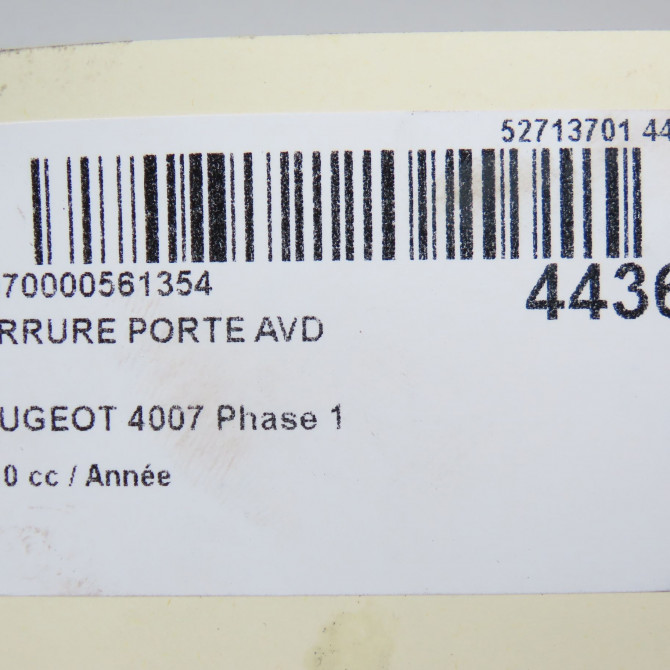 52713701 44
70000561354
4436
RRURE PORTE AVD
UGEOT 4007 Phase 1
0 cc / Année